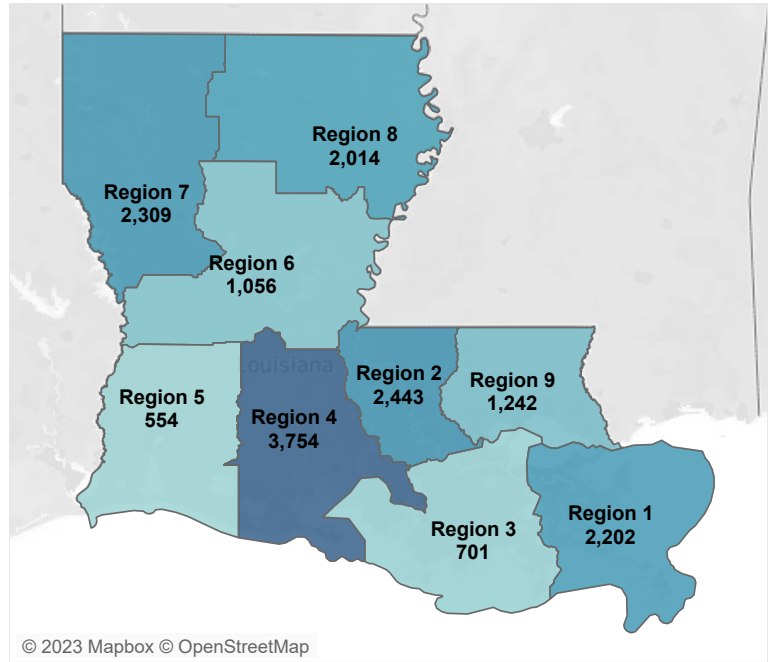 Region 8
2,014
Region 7
2,309
Region 6
1,056
Louisiana
Region 2
2,443
Region 9
1,242
Region 5
554
Region 4
3,754
Region 1
2,202
Region 3
701
© 2023 Mapbox © OpenStreetMap